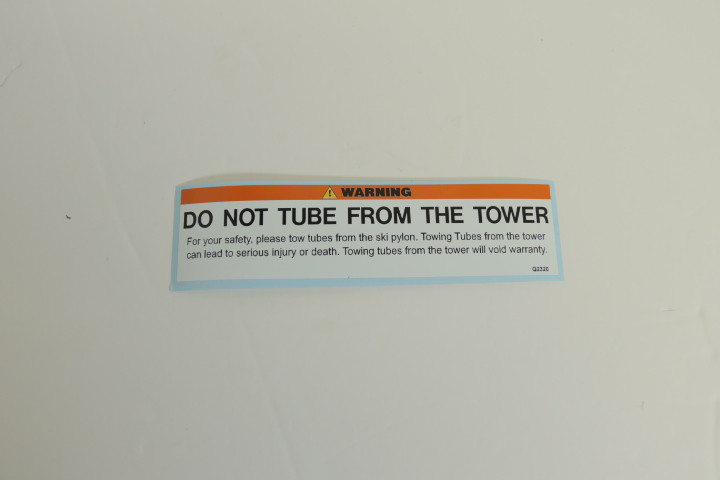 WARNING
DO NOT TUBE FROM THE TOWER
For your safety, please tow tubes from the ski pylon. Towing Tubes from the tower
can lead to serious injury or death. Towing tubes from the tower will void warranty.
Q2320